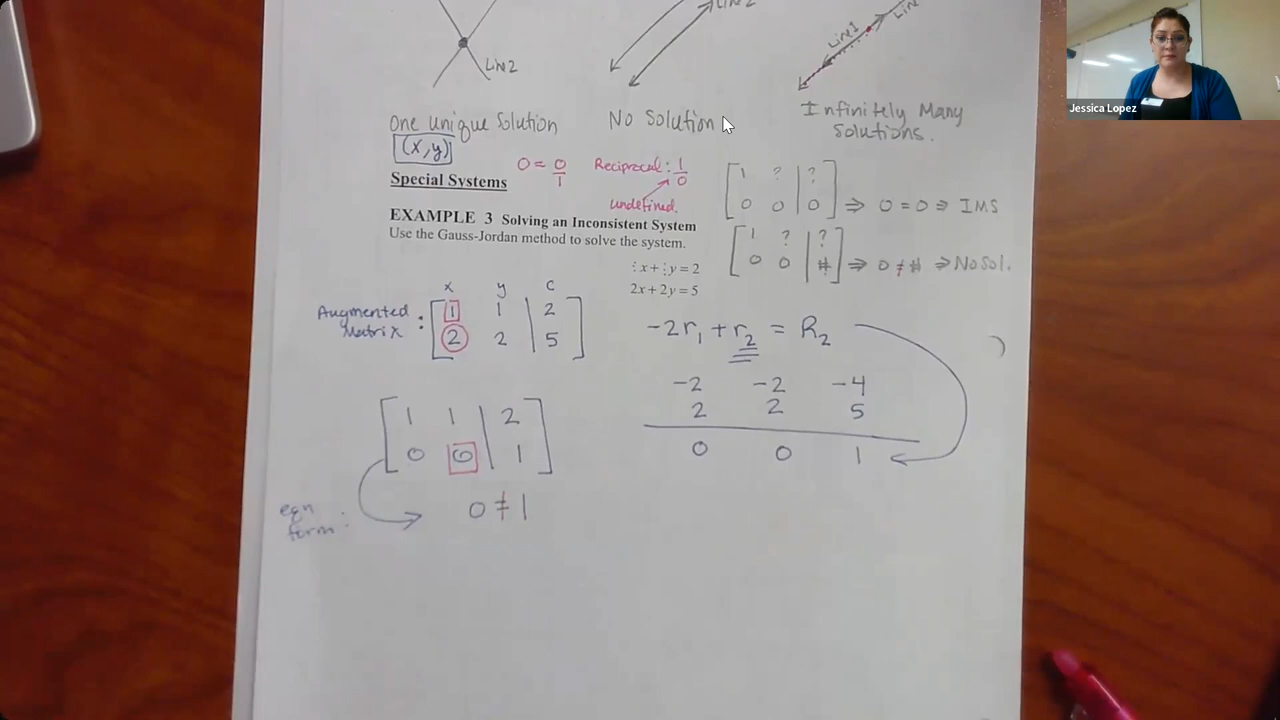 Line 2
Line 2
Line 1
Line
One Unique Solution
(x,y)
No Solution
Infinitely Many
Solutions.
Jessica Lopez
0 = 0/1
Reciprocal: 1/0
undefined.
Special Systems
[1 ? | ?]
[0 0 | 0] ⇒ 0 = 0 ⇒ IMS
EXAMPLE 3 Solving an Inconsistent System
Use the Gauss-Jordan method to solve the system.
[1 ? | ?]
[0 0 | #] ⇒ 0 ≠ # ⇒ No Sol.
x + y = 2
2x + 2y = 5
x y c
Augmented
Matrix :
[1 1 | 2]
[2 2 | 5]
-2r₁ + r₂ = R₂
-2 -2 -4
2 2 5
0 0 1
[1 1 | 2]
[0 0 | 1]
eqn
form :
0 ≠ 1